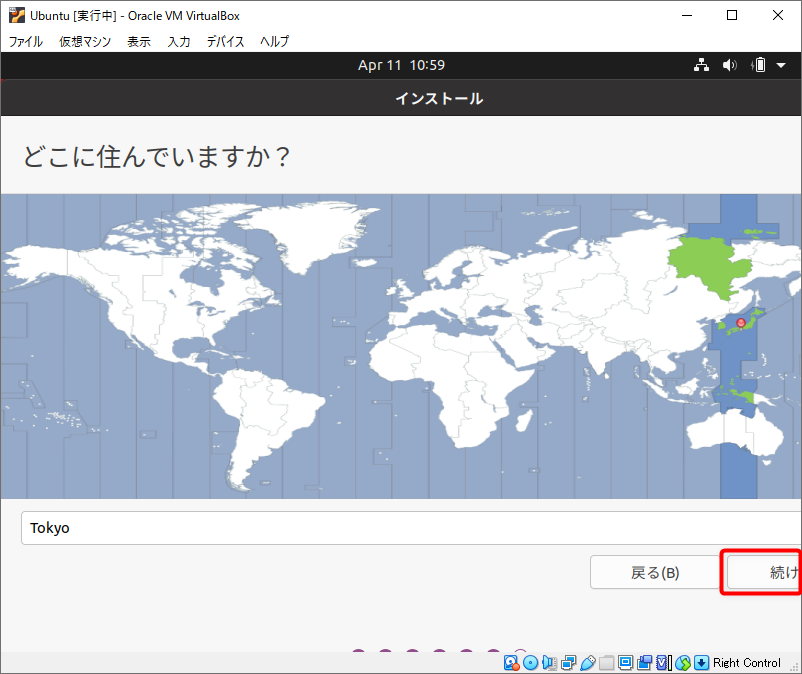 Ubuntu [実行中] - Oracle VM VirtualBox
ファイル 仮想マシン 表示 入力 デバイス ヘルプ
Apr 11 10:59
インストール
どこに住んでいますか？
Tokyo
戻る(B) 続け
Right Control